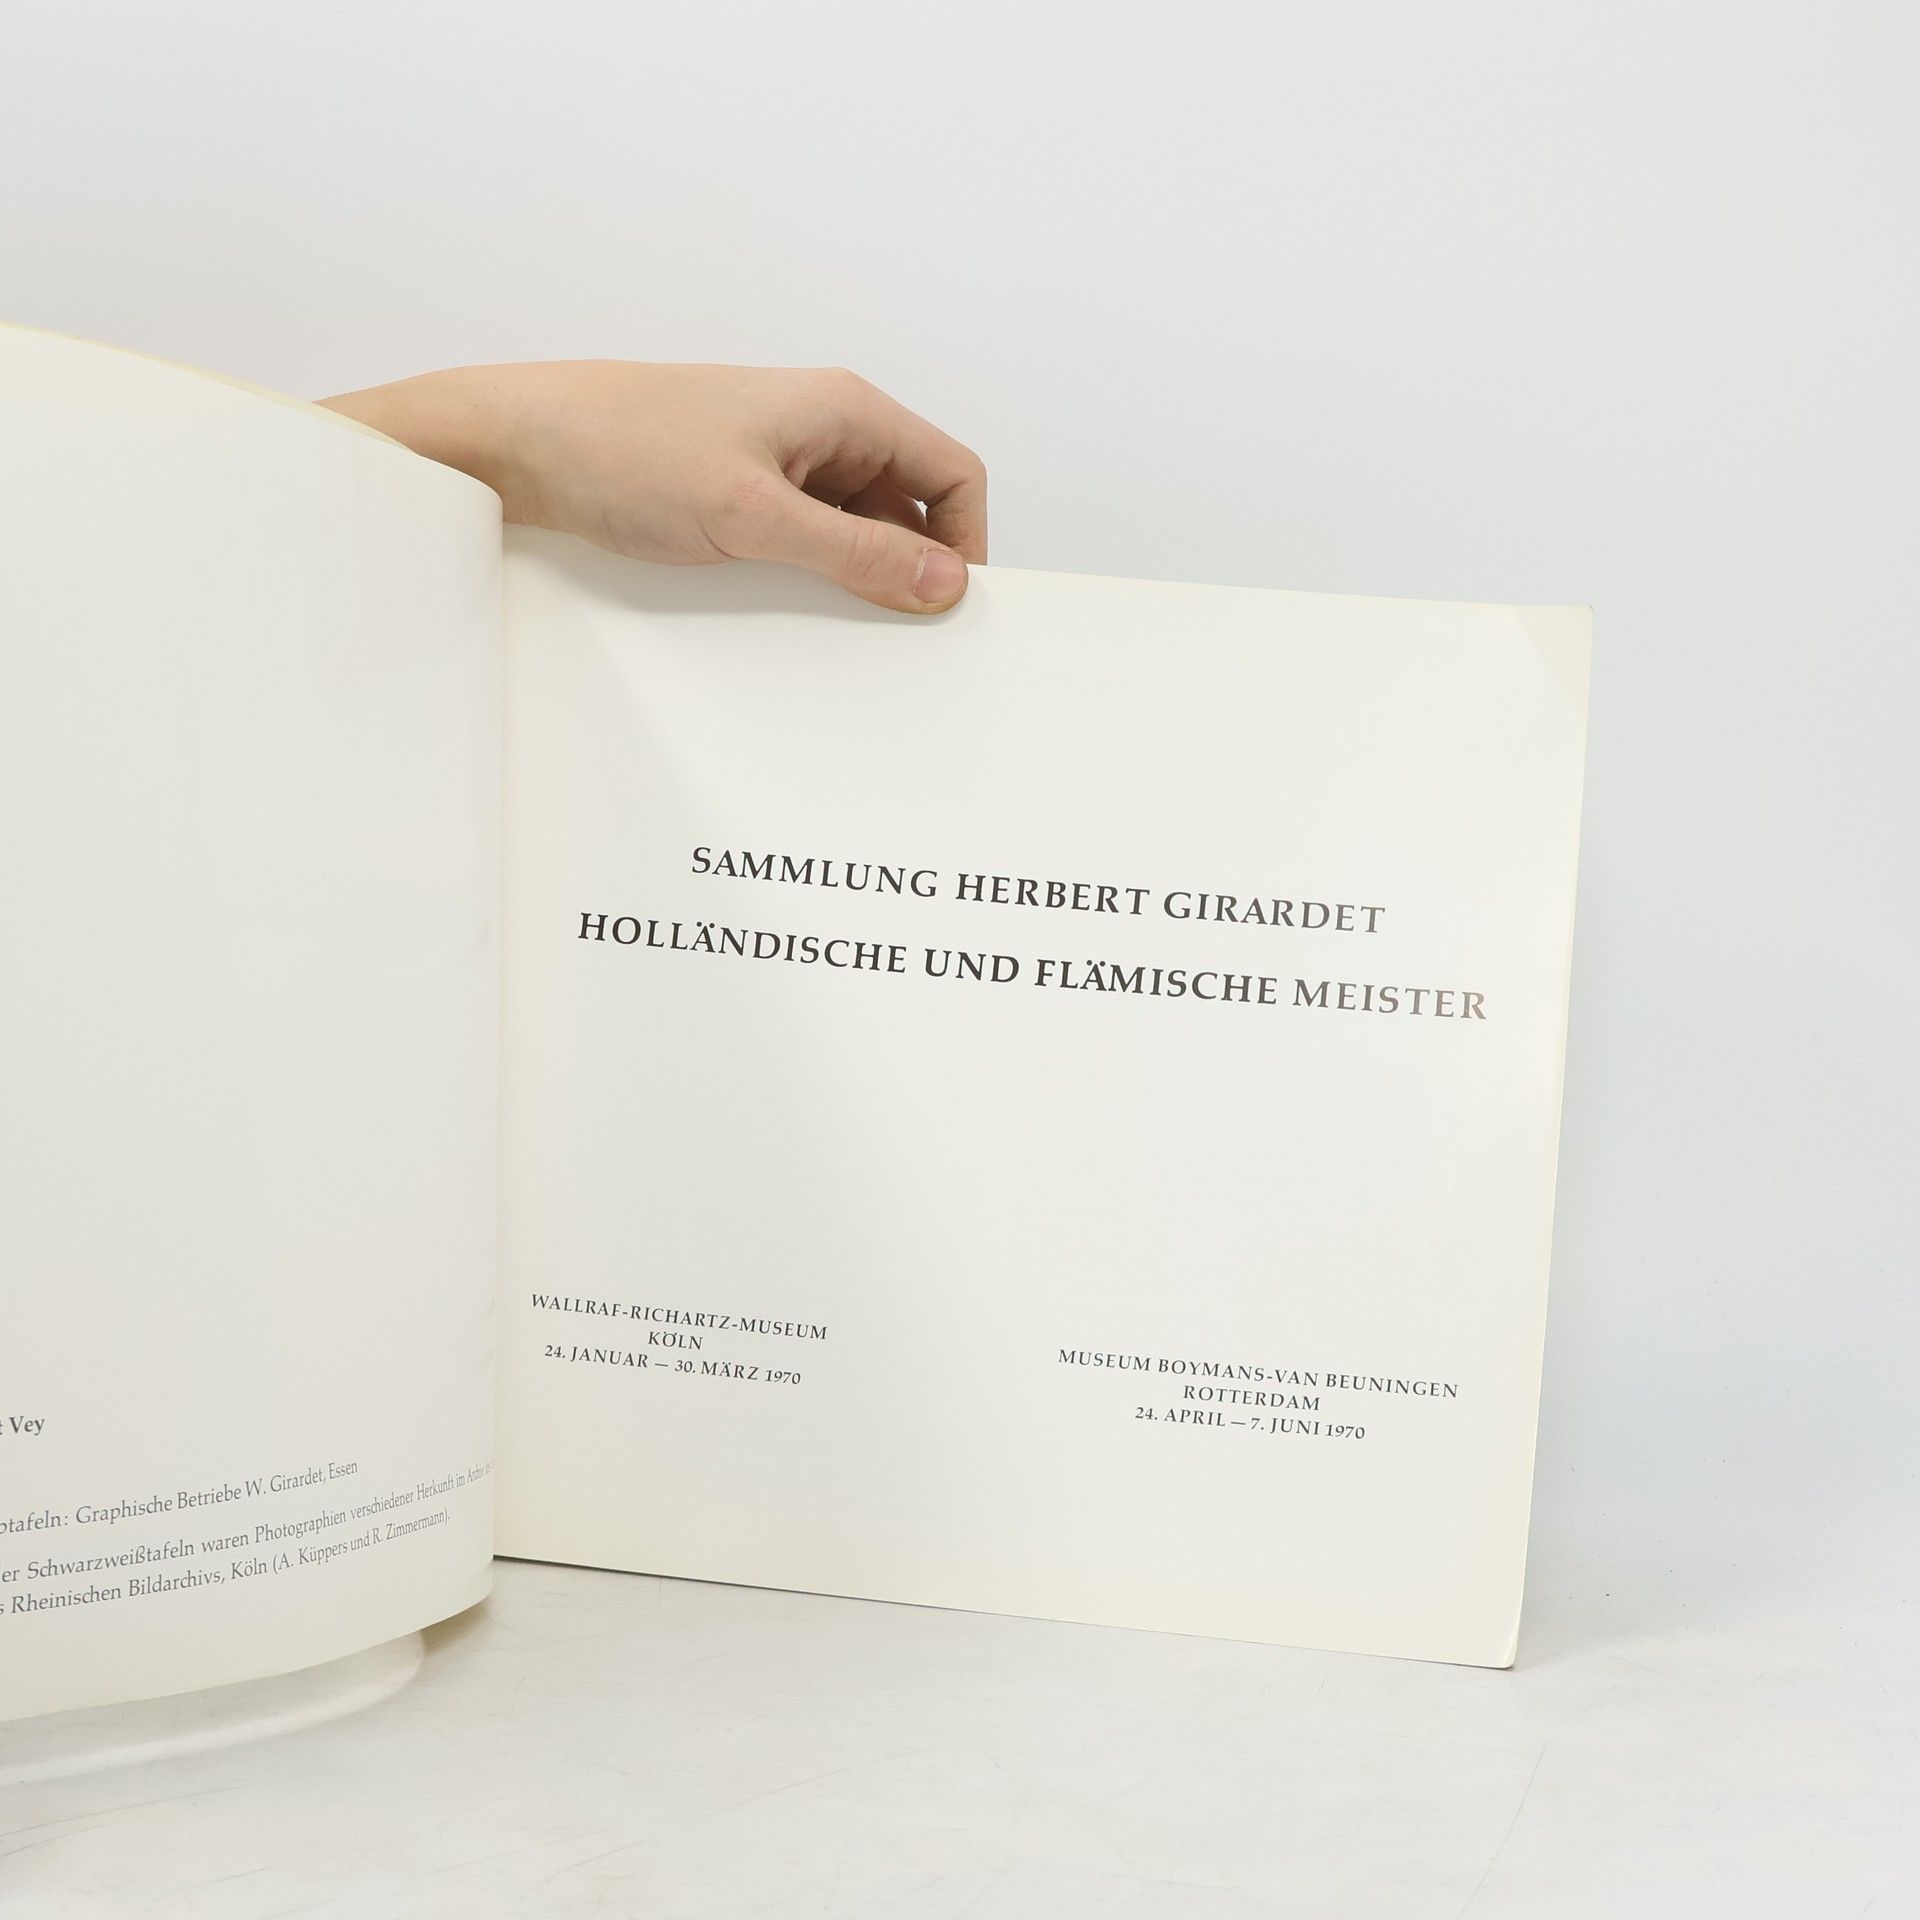 Vey
Graphische Betriebe W. Girardet, Essen
Schwarzweißtafeln waren Photographien verschiedener Herkunft im Archiv
Rheinischen Bildarchivs, Köln (A. Küppers und R. Zimmermann).
SAMMLUNG HERBERT GIRARDET
HOLLÄNDISCHE UND FLÄMISCHE MEISTER
WALLRAF-RICHARTZ-MUSEUM
KÖLN
24. JANUAR — 30. MÄRZ 1970
MUSEUM BOYMANS-VAN BEUNINGEN
ROTTERDAM
24. APRIL — 7. JUNI 1970